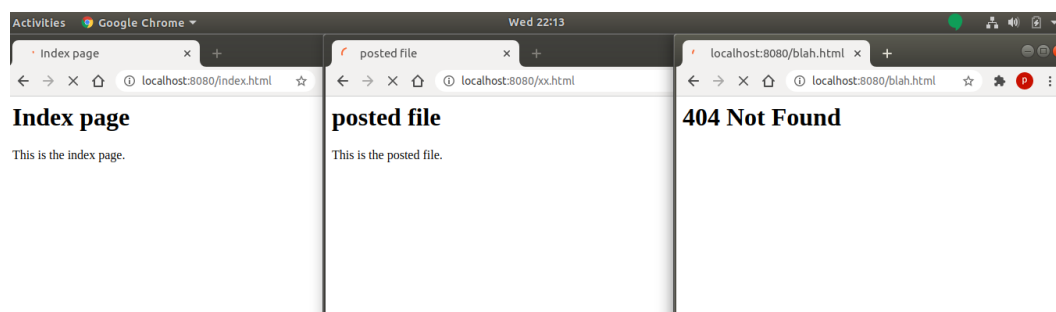 Activities Google Chrome Wed 22:13
Index page
localhost:8080/index.html
Index page
This is the index page.
posted file
localhost:8080/xx.html
posted file
This is the posted file.
localhost:8080/blah.html
localhost:8080/blah.html
P
404 Not Found